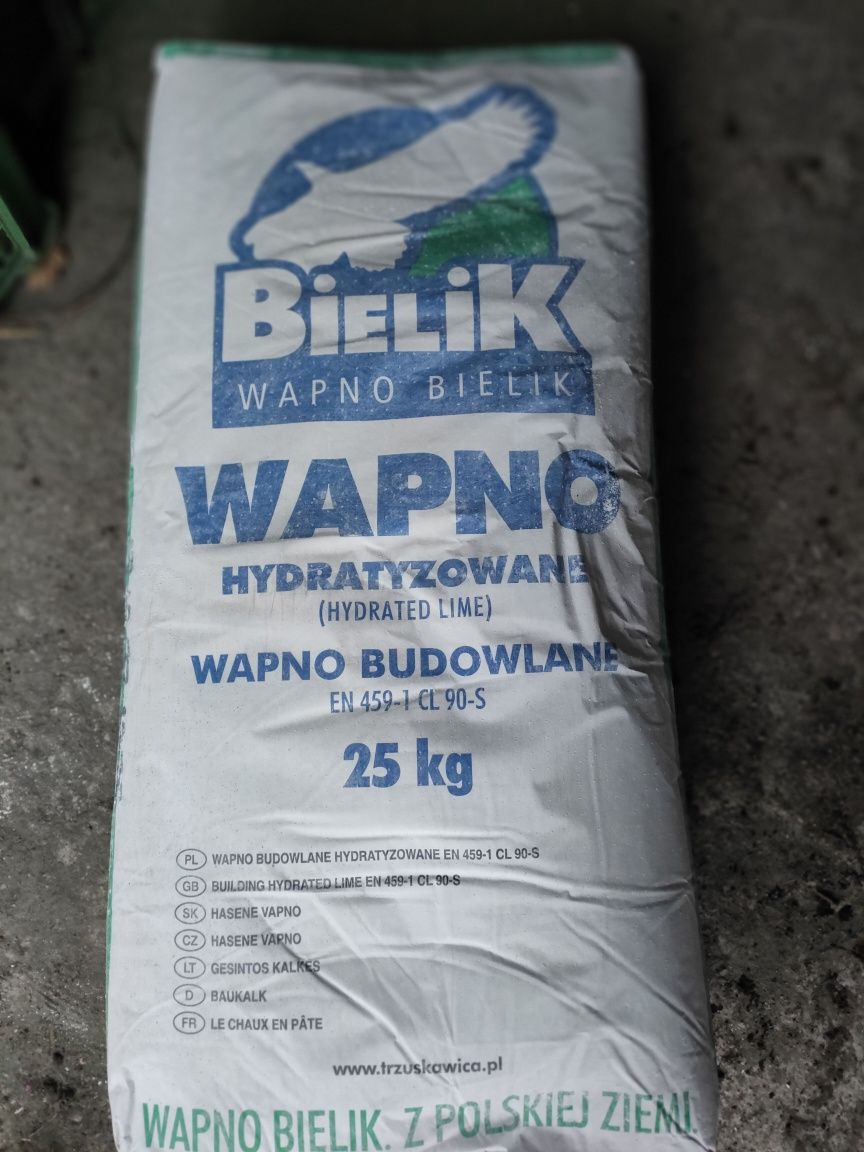 BiELiK
WAPNO BIELIK
WAPNO
HYDRATYZOWANE
(HYDRATED LIME)
WAPNO BUDOWLANE
EN 459-1 CL 90-S
25 kg
PL WAPNO BUDOWLANE HYDRATYZOWANE EN 459-1 CL 90-S
GB BUILDING HYDRATED LIME EN 459-1 CL 90-S
SK HASENE VAPNO
CZ HASENE VAPNO
LT GESINTOS KALKES
D BAUKALK
FR LE CHAUX EN PÂTE
www.trzuskawica.pl
WAPNO BIELIK. Z POLSKIEJ ZIEMI.